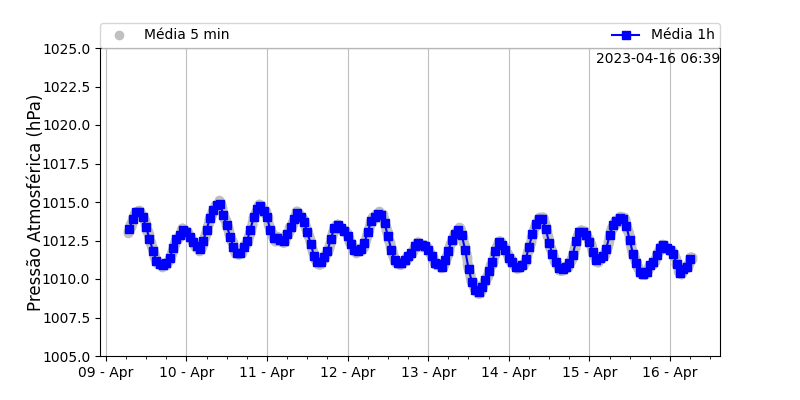 Média 5 min
Média 1h
2023-04-16 06:39
Pressão Atmosférica (hPa)
1025.0
1022.5
1020.0
1017.5
1015.0
1012.5
1010.0
1007.5
1005.0
09 - Apr
10 - Apr
11 - Apr
12 - Apr
13 - Apr
14 - Apr
15 - Apr
16 - Apr